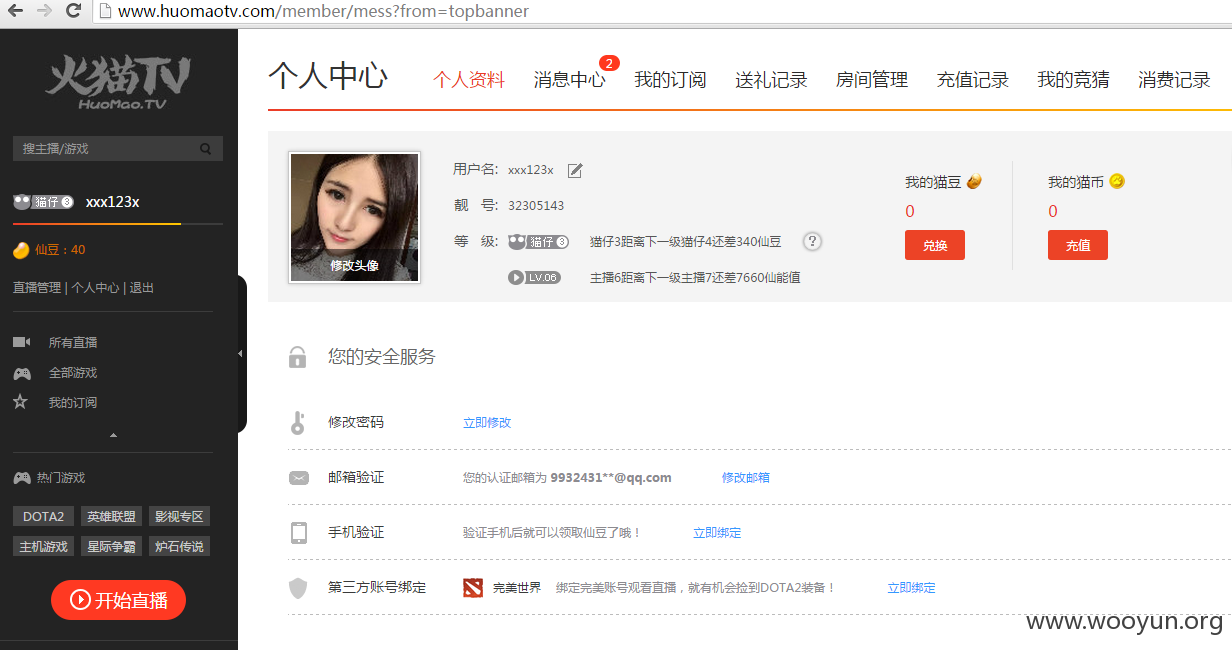 www.huomaotv.com/member/mess?from=topbanner
火猫TV
HuoMao.TV
搜主播/游戏
猫仔 3 xxx123x
仙豆：40
直播管理 | 个人中心 | 退出
所有直播
全部游戏
我的订阅
热门游戏
DOTA2 英雄联盟 影视专区
主机游戏 星际争霸 炉石传说
开始直播
个人中心 个人资料 消息中心 2 我的订阅 送礼记录 房间管理 充值记录 我的竞猜 消费记录
修改头像
用户名: xxx123x
靓 号: 32305143
等 级: 猫仔 3 猫仔3距离下一级猫仔4还差340仙豆 ?
LV.06 主播6距离下一级主播7还差7660仙能值
我的猫豆
0
兑换
我的猫币
0
充值
您的安全服务
修改密码 立即修改
邮箱验证 您的认证邮箱为 9932431**@qq.com 修改邮箱
手机验证 验证手机后就可以领取仙豆了哦！ 立即绑定
第三方账号绑定 完美世界 绑定完美账号观看直播，就有机会捡到DOTA2装备！ 立即绑定
www.wooyun.org